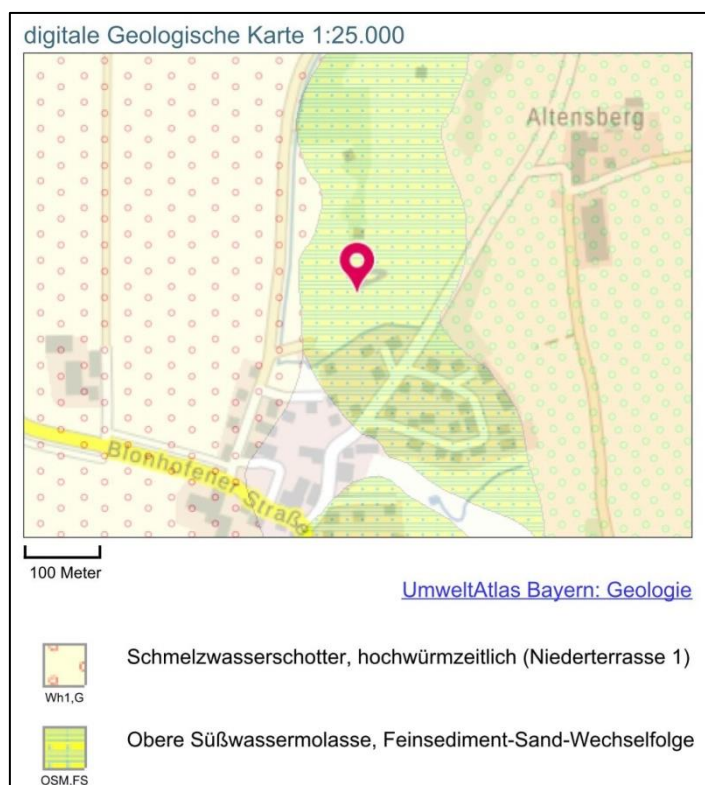 digitale Geologische Karte 1:25.000
Altensberg
Blonhofener Straße
100 Meter
UmweltAtlas Bayern: Geologie
Schmelzwasserschotter, hochwürmzeitlich (Niederterrasse 1)
Wh1,G
Obere Süßwassermolasse, Feinsediment-Sand-Wechselfolge
OSM,FS